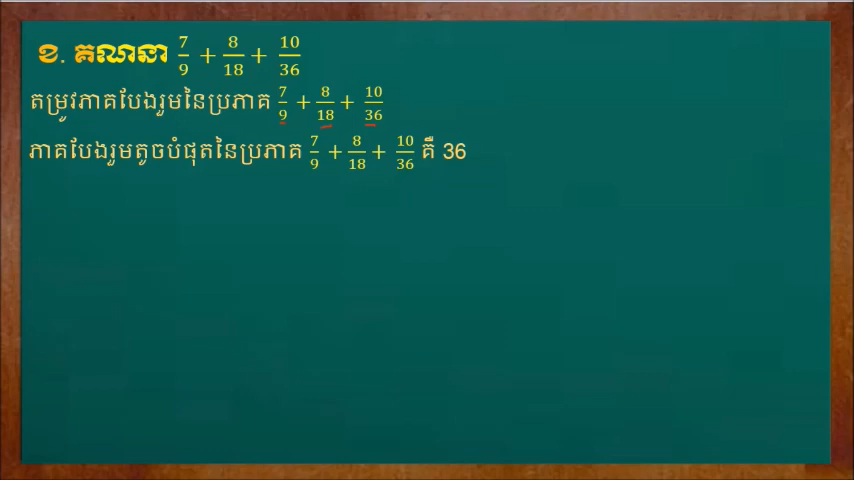 ខ. គណនា 7/9 + 8/18 + 10/36
តម្រូវភាគបែងរួមនៃប្រភាគ 7/9 + 8/18 + 10/36
ភាគបែងរួមតូចបំផុតនៃប្រភាគ 7/9 + 8/18 + 10/36 គឺ 36